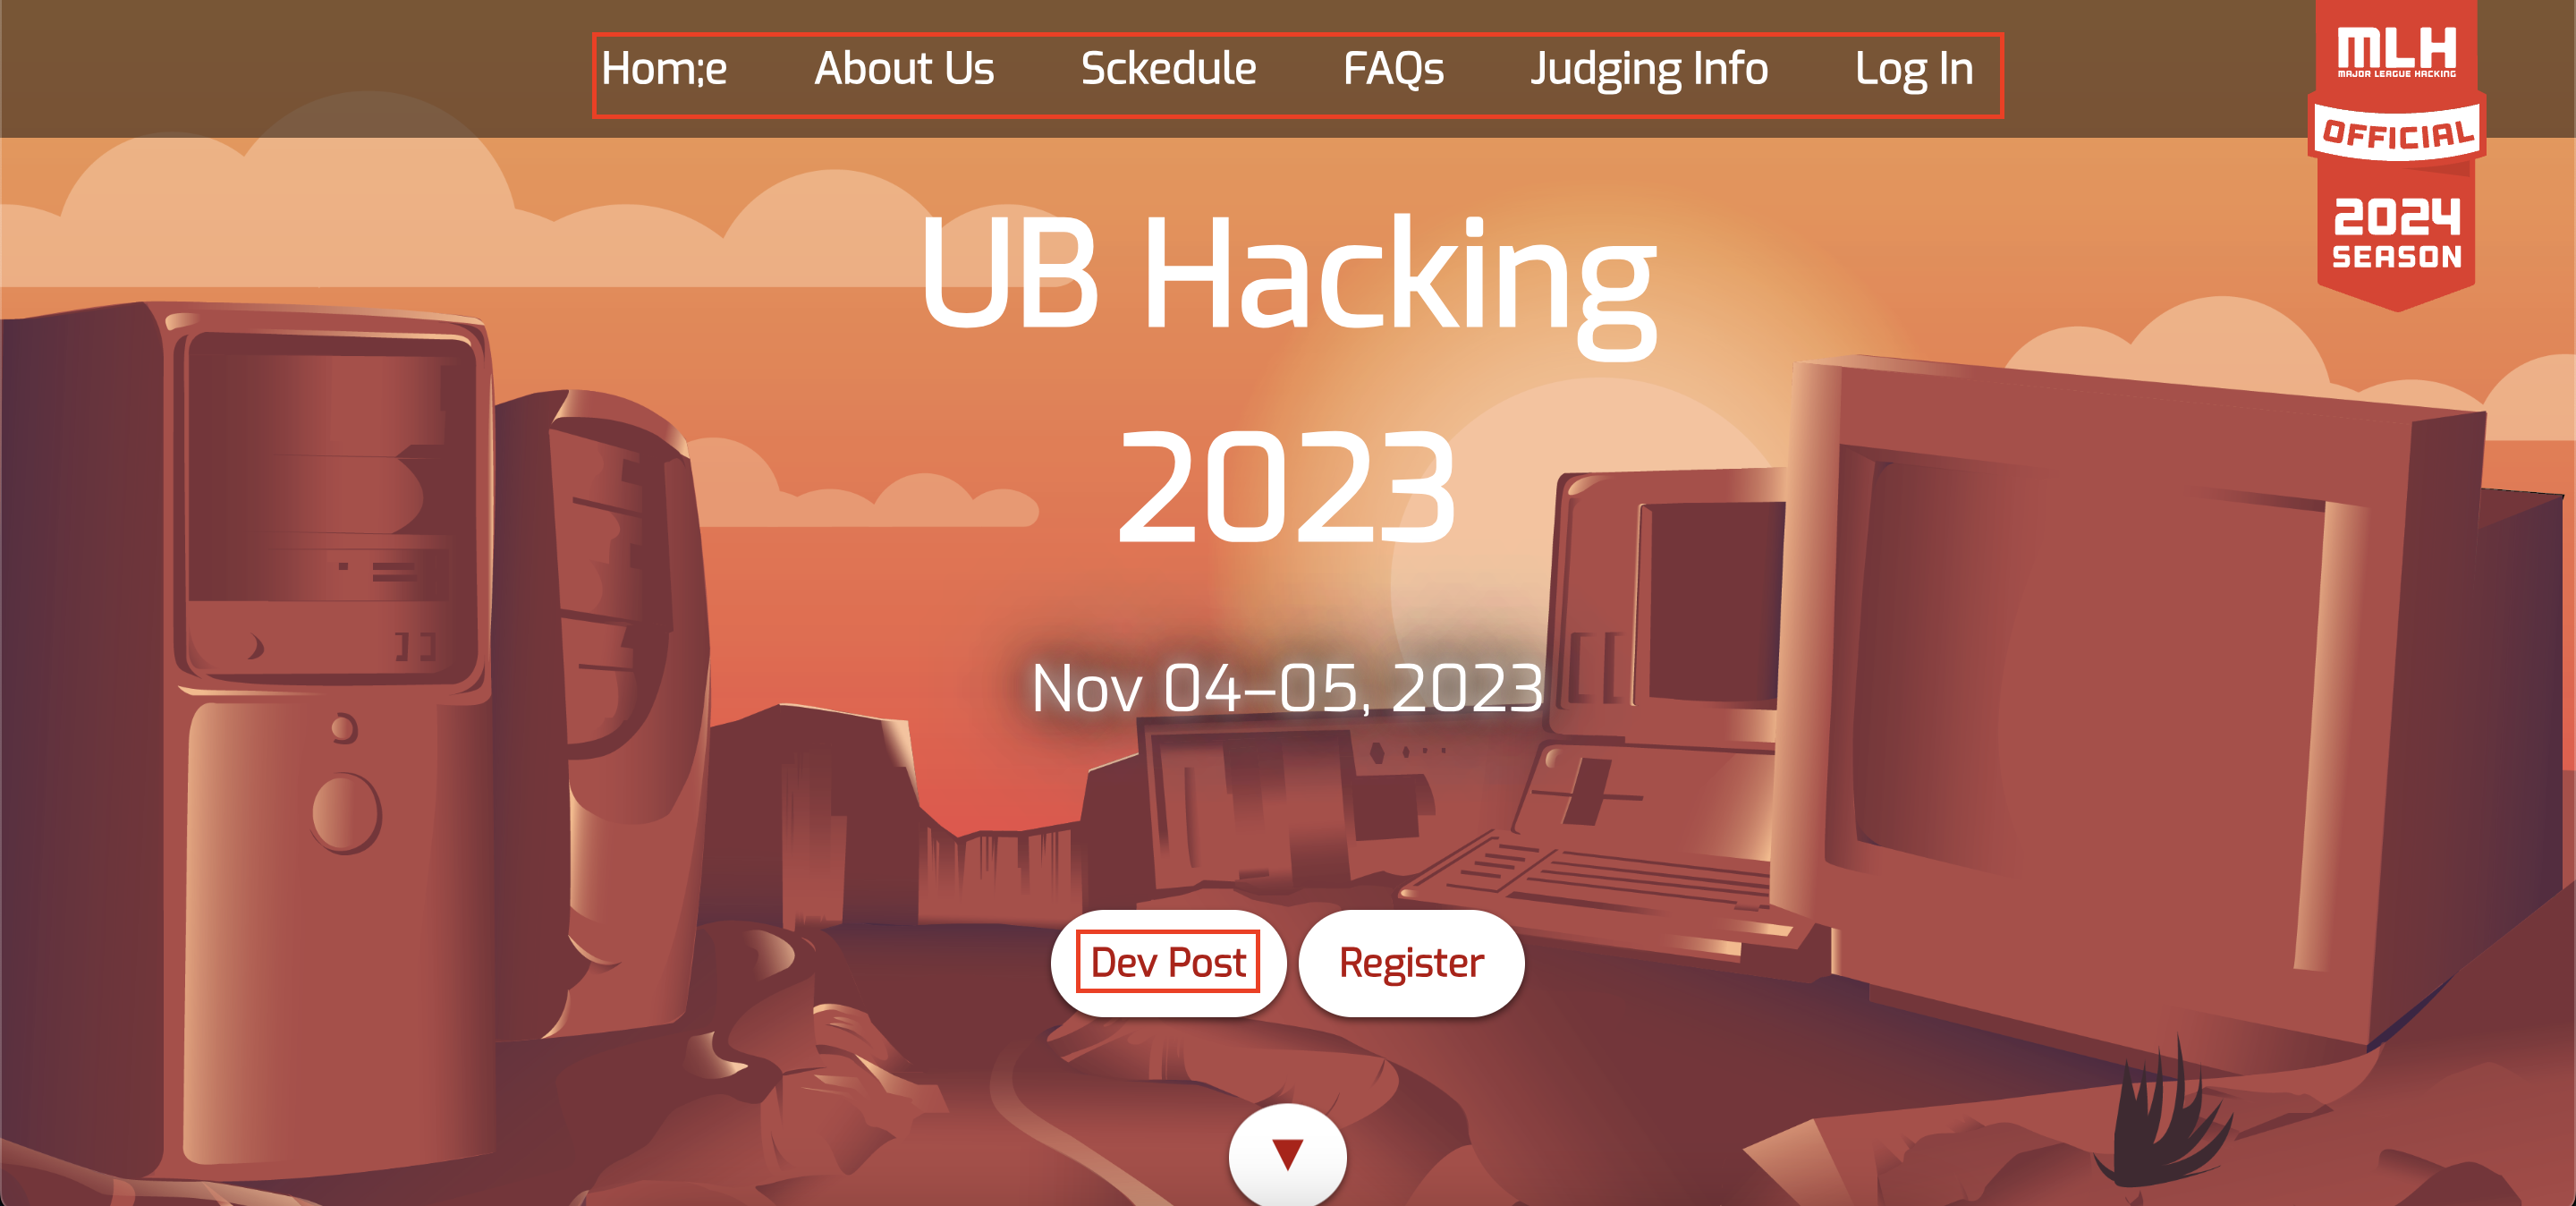 Hom;e About Us Sckedule FAQs Judging Info Log In
MLH
MAJOR LEAGUE HACKING
OFFICIAL
2024
SEASON
UB Hacking
2023
Nov 04–05, 2023
Dev Post Register